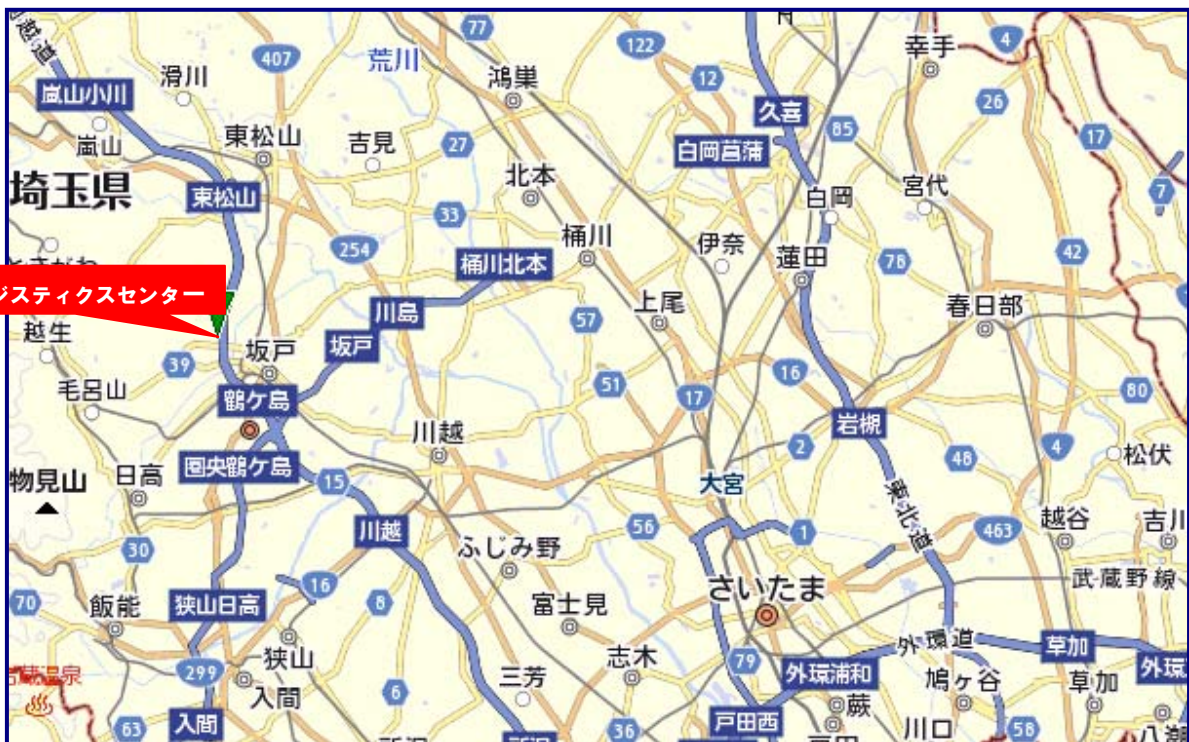 越道
77
122
4
407
荒川
滑川
鴻巣
幸手
嵐山小川
12
久喜
26
嵐山
東松山
吉見
27
85
17
白岡菖蒲
北本
白岡
宮代
7
埼玉県
東松山
33
254
桶川
伊奈
蓮田
78
42
桶川北本
ジスティクスセンター
川島
57
上尾
春日部
越生
坂戸
39
坂戸
51
17
16
80
毛呂山
鶴ケ島
川越
岩槻
2
48
4
松伏
圏央鶴ケ島
15
大宮
物見山
日高
東北道
川越
56
1
463
越谷
吉川
30
ふじみ野
16
8
さいたま
武蔵野線
70
飯能
狭山日高
富士見
外環道
草加
299
狭山
志木
79
外環浦和
外環
鳩ヶ谷
草加
温泉
入間
三芳
6
蕨
63
入間
36
戸田西
川口
58